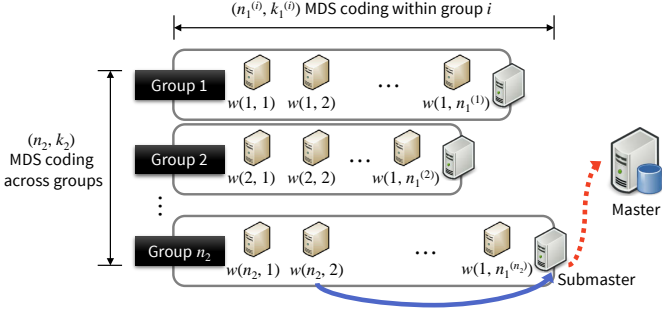 (n₁⁽ⁱ⁾, k₁⁽ⁱ⁾) MDS coding within group i
Group 1
w(1, 1) w(1, 2) ... w(1, n₁⁽¹⁾)
(n₂, k₂)
MDS coding
across groups
Group 2
w(2, 1) w(2, 2) ... w(1, n₁⁽²⁾)
Master
Group n₂
w(n₂, 1) w(n₂, 2) ... w(1, n₁⁽ⁿ²⁾)
Submaster